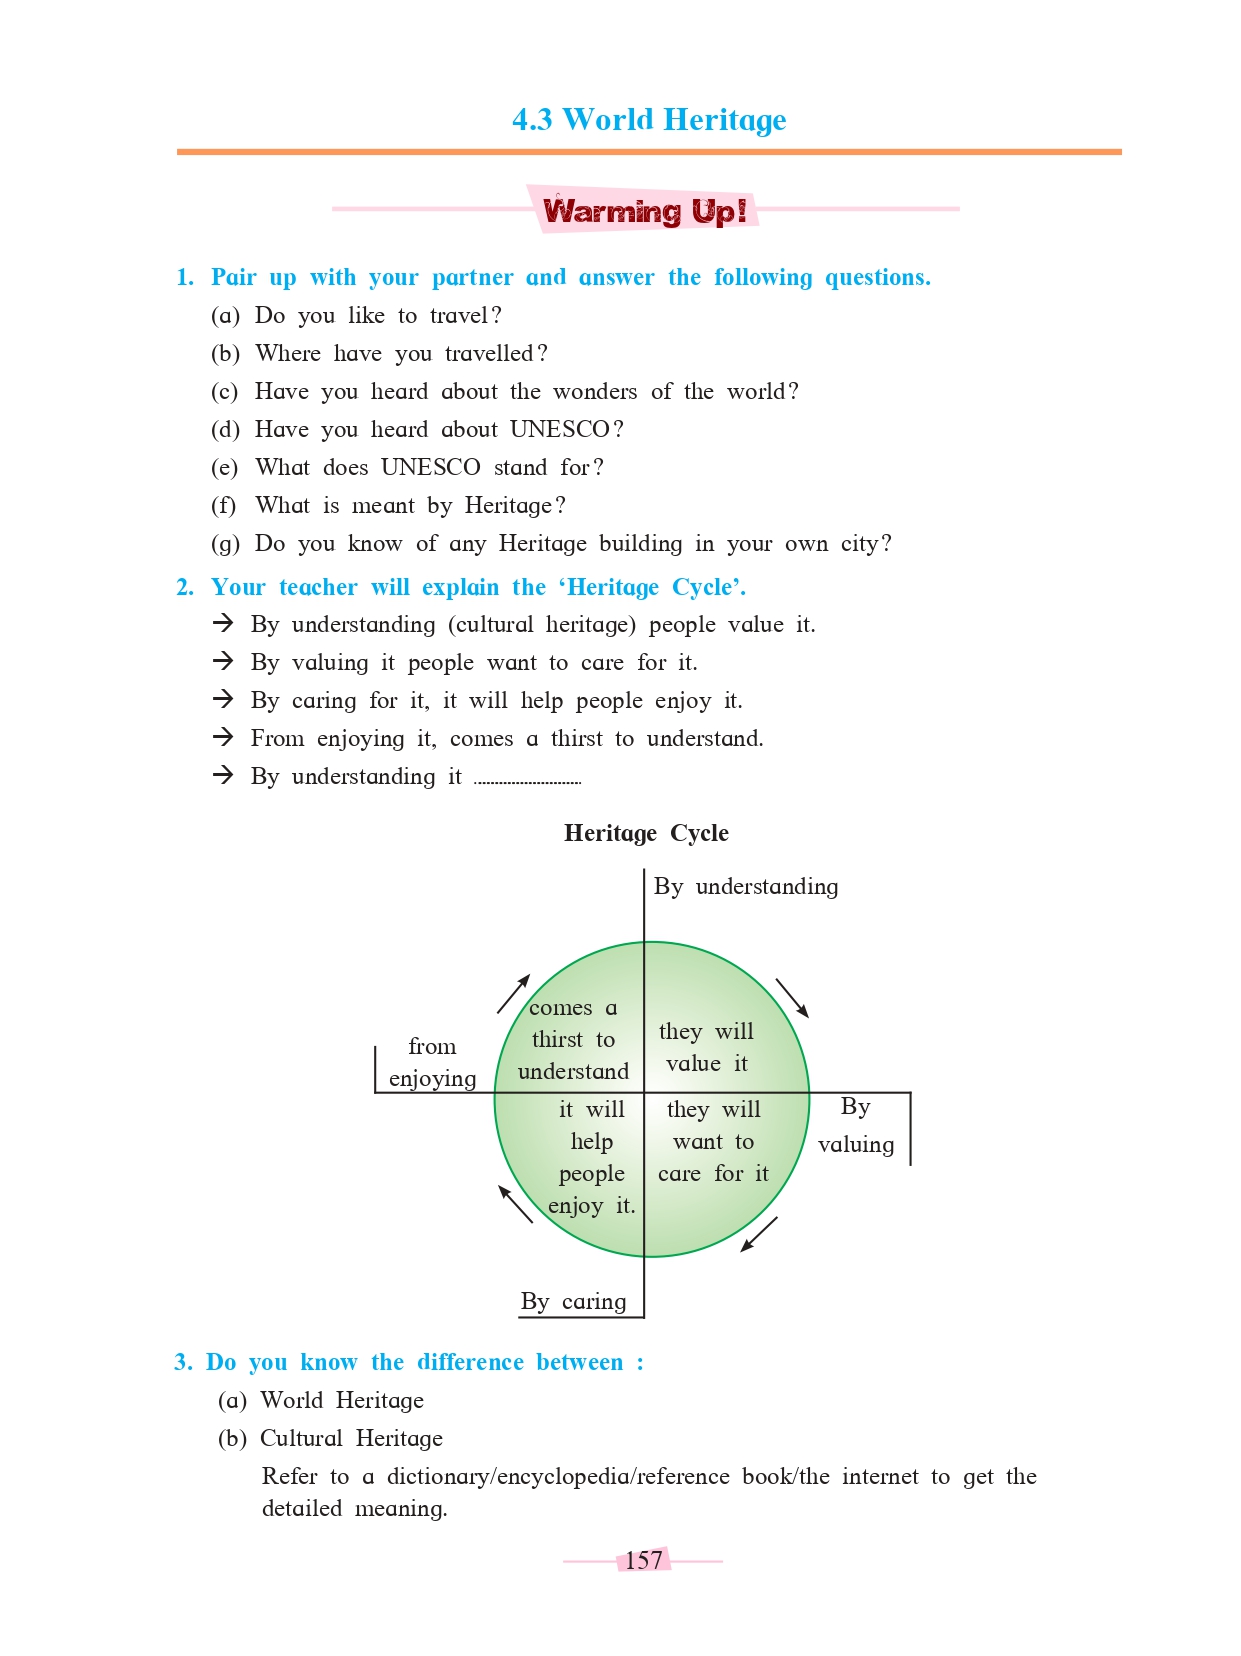 4.3 World Heritage
Warming Up!
1. Pair up with your partner and answer the following questions.
(a) Do you like to travel?
(b) Where have you travelled?
(c) Have you heard about the wonders of the world?
(d) Have you heard about UNESCO?
(e) What does UNESCO stand for?
(f) What is meant by Heritage?
(g) Do you know of any Heritage building in your own city?
2. Your teacher will explain the ‘Heritage Cycle’.
→ By understanding (cultural heritage) people value it.
→ By valuing it people want to care for it.
→ By caring for it, it will help people enjoy it.
→ From enjoying it, comes a thirst to understand.
→ By understanding it ..........................
Heritage Cycle
By understanding
they will
value it
By
valuing
they will
want to
care for it
By caring
it will
help
people
enjoy it.
from
enjoying
comes a
thirst to
understand
3. Do you know the difference between :
(a) World Heritage
(b) Cultural Heritage
Refer to a dictionary/encyclopedia/reference book/the internet to get the
detailed meaning.
157